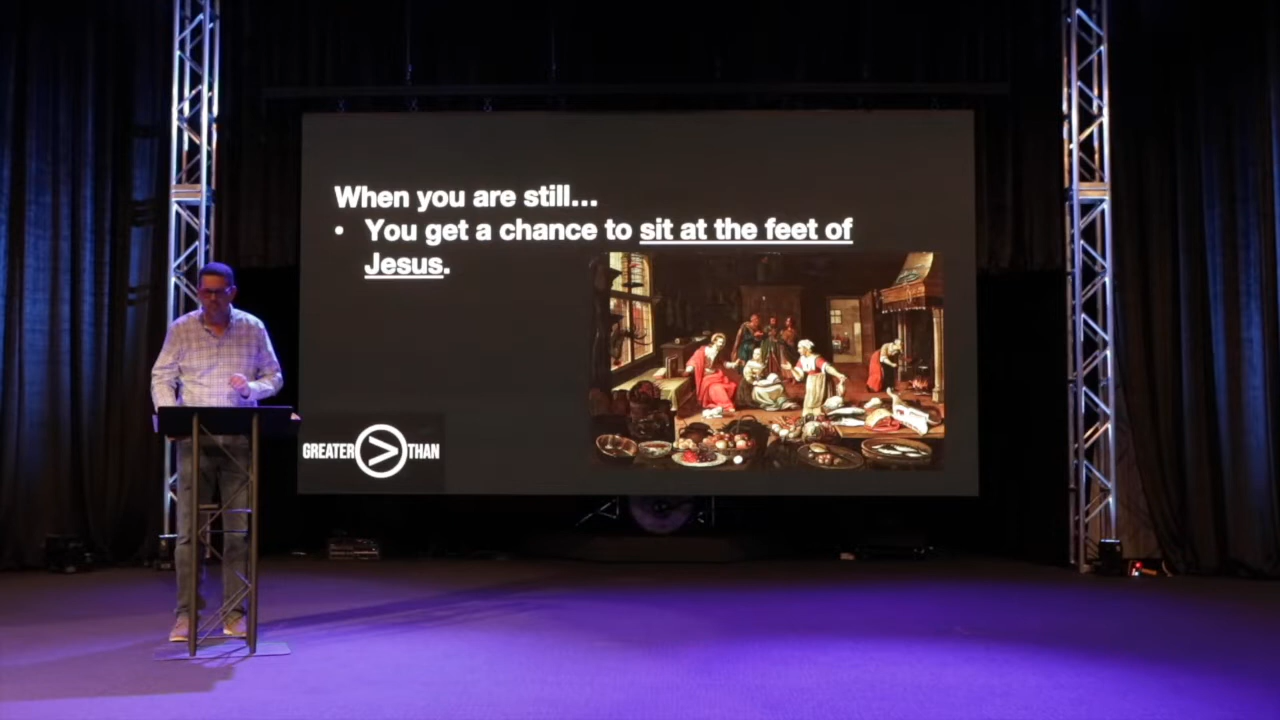 When you are still...
• You get a chance to sit at the feet of
Jesus.
GREATER > THAN